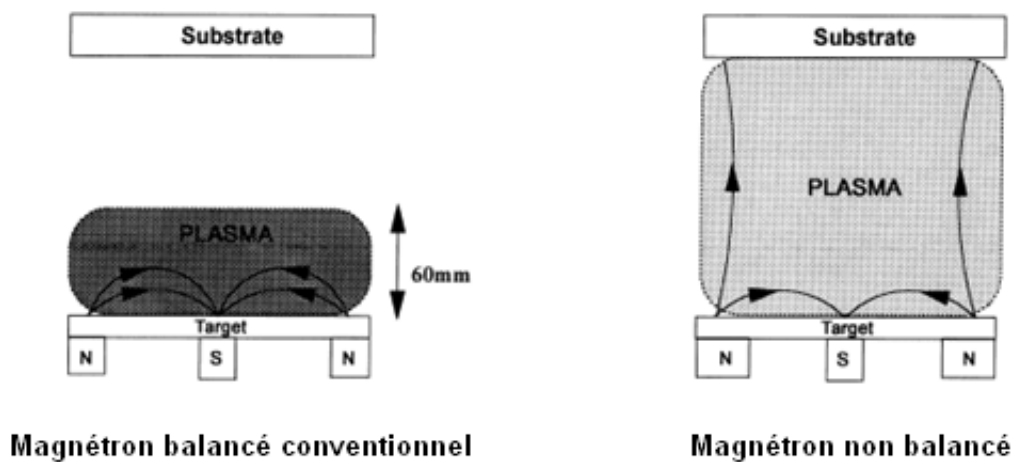 Substrate
PLASMA
60mm
Target
N S N
Magnétron balancé conventionnel
Substrate
PLASMA
Target
N S N
Magnétron non balancé